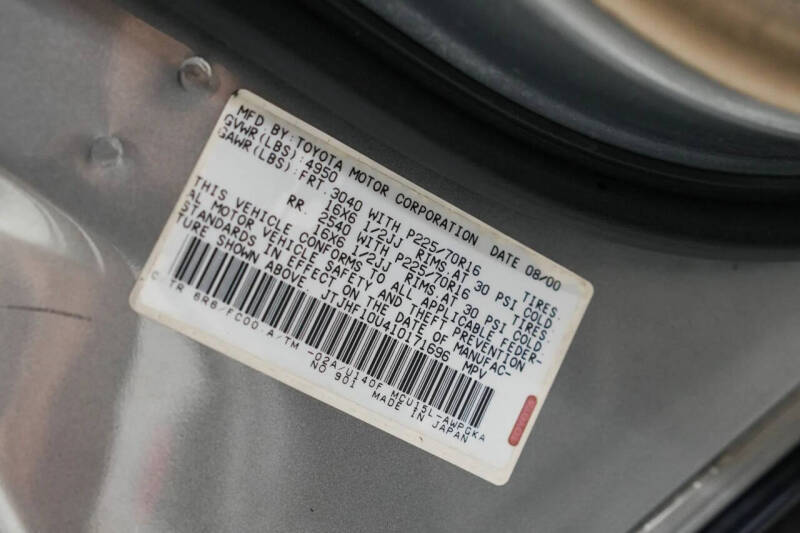 MFD BY: TOYOTA MOTOR CORPORATION DATE 08/00
GVWR(LBS):4950
GAWR(LBS):FRT 3040 WITH P225/70R16 TIRES.
16X6 1/2JJ RIMS AT 30 PSI COLD.
RR 2540 WITH P225/70R16 TIRES.
16X6 1/2JJ RIMS AT 30 PSI COLD.
THIS VEHICLE CONFORMS TO ALL APPLICABLE FEDER-
AL MOTOR VEHICLE SAFETY AND THEFT PREVENTION
STANDARDS IN EFFECT ON THE DATE OF MANUFAC-
TURE SHOWN ABOVE. JTJHF10U410171696 MPV
C TR 6R6/FC00 A/TM -02A/U140F MCU15L-AWPGKA
NO 901 MADE IN JAPAN